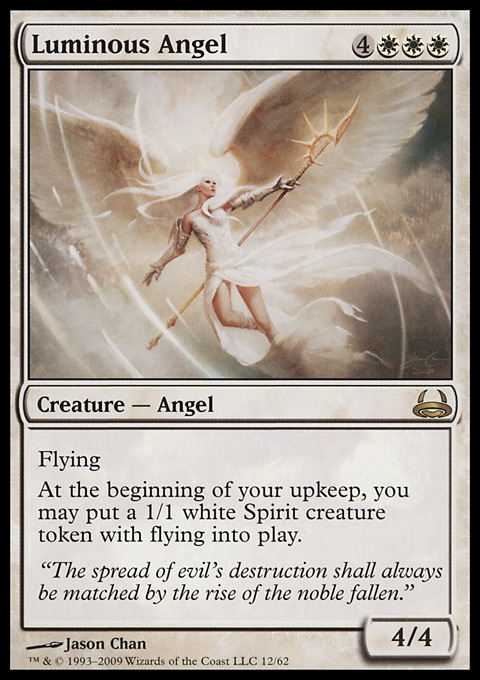 Luminous Angel 4
Creature — Angel
Flying
At the beginning of your upkeep, you
may put a 1/1 white Spirit creature
token with flying into play.
“The spread of evil’s destruction shall always
be matched by the rise of the noble fallen.”
Jason Chan
4/4
™ & © 1993–2009 Wizards of the Coast LLC 12/62